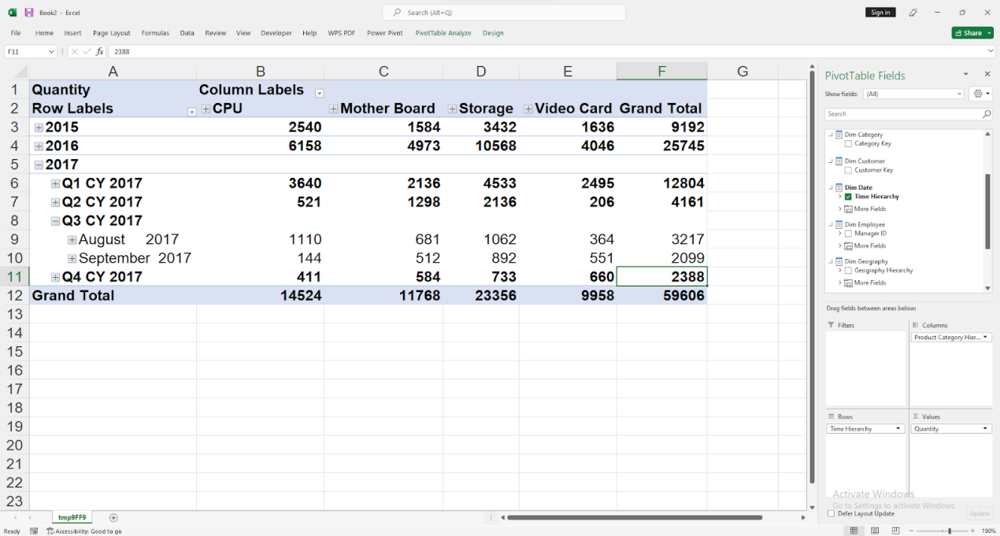 Book2 - Excel
Search (Alt+Q)
Sign in
File Home Insert Page Layout Formulas Data Review View Developer Help WPS PDF Power Pivot PivotTable Analyze Design
Share
F11 fx 2388
A B C D E F G
1 Quantity Column Labels
2 Row Labels CPU Mother Board Storage Video Card Grand Total
3 2015 2540 1584 3432 1636 9192
4 2016 6158 4973 10568 4046 25745
5 2017
6 Q1 CY 2017 3640 2136 4533 2495 12804
7 Q2 CY 2017 521 1298 2136 206 4161
8 Q3 CY 2017
9 August 2017 1110 681 1062 364 3217
10 September 2017 144 512 892 551 2099
11 Q4 CY 2017 411 584 733 660 2388
12 Grand Total 14524 11768 23356 9958 59606
13
14
15
16
17
18
19
20
21
22
23
PivotTable Fields
Show fields: (All)
Search
Dim Category
Category Key
Dim Customer
Customer Key
Dim Date
Time Hierarchy
More Fields
Dim Employee
Manager ID
More Fields
Dim Geography
Geography Hierarchy
More Fields
Drag fields between areas below:
Filters Columns
Product Category Hier...
Rows Values
Time Hierarchy Quantity
Activate Windows
Go to Settings to activate Windows.
Defer Layout Update Update
tmp9FF9
Ready Accessibility: Good to go 190%